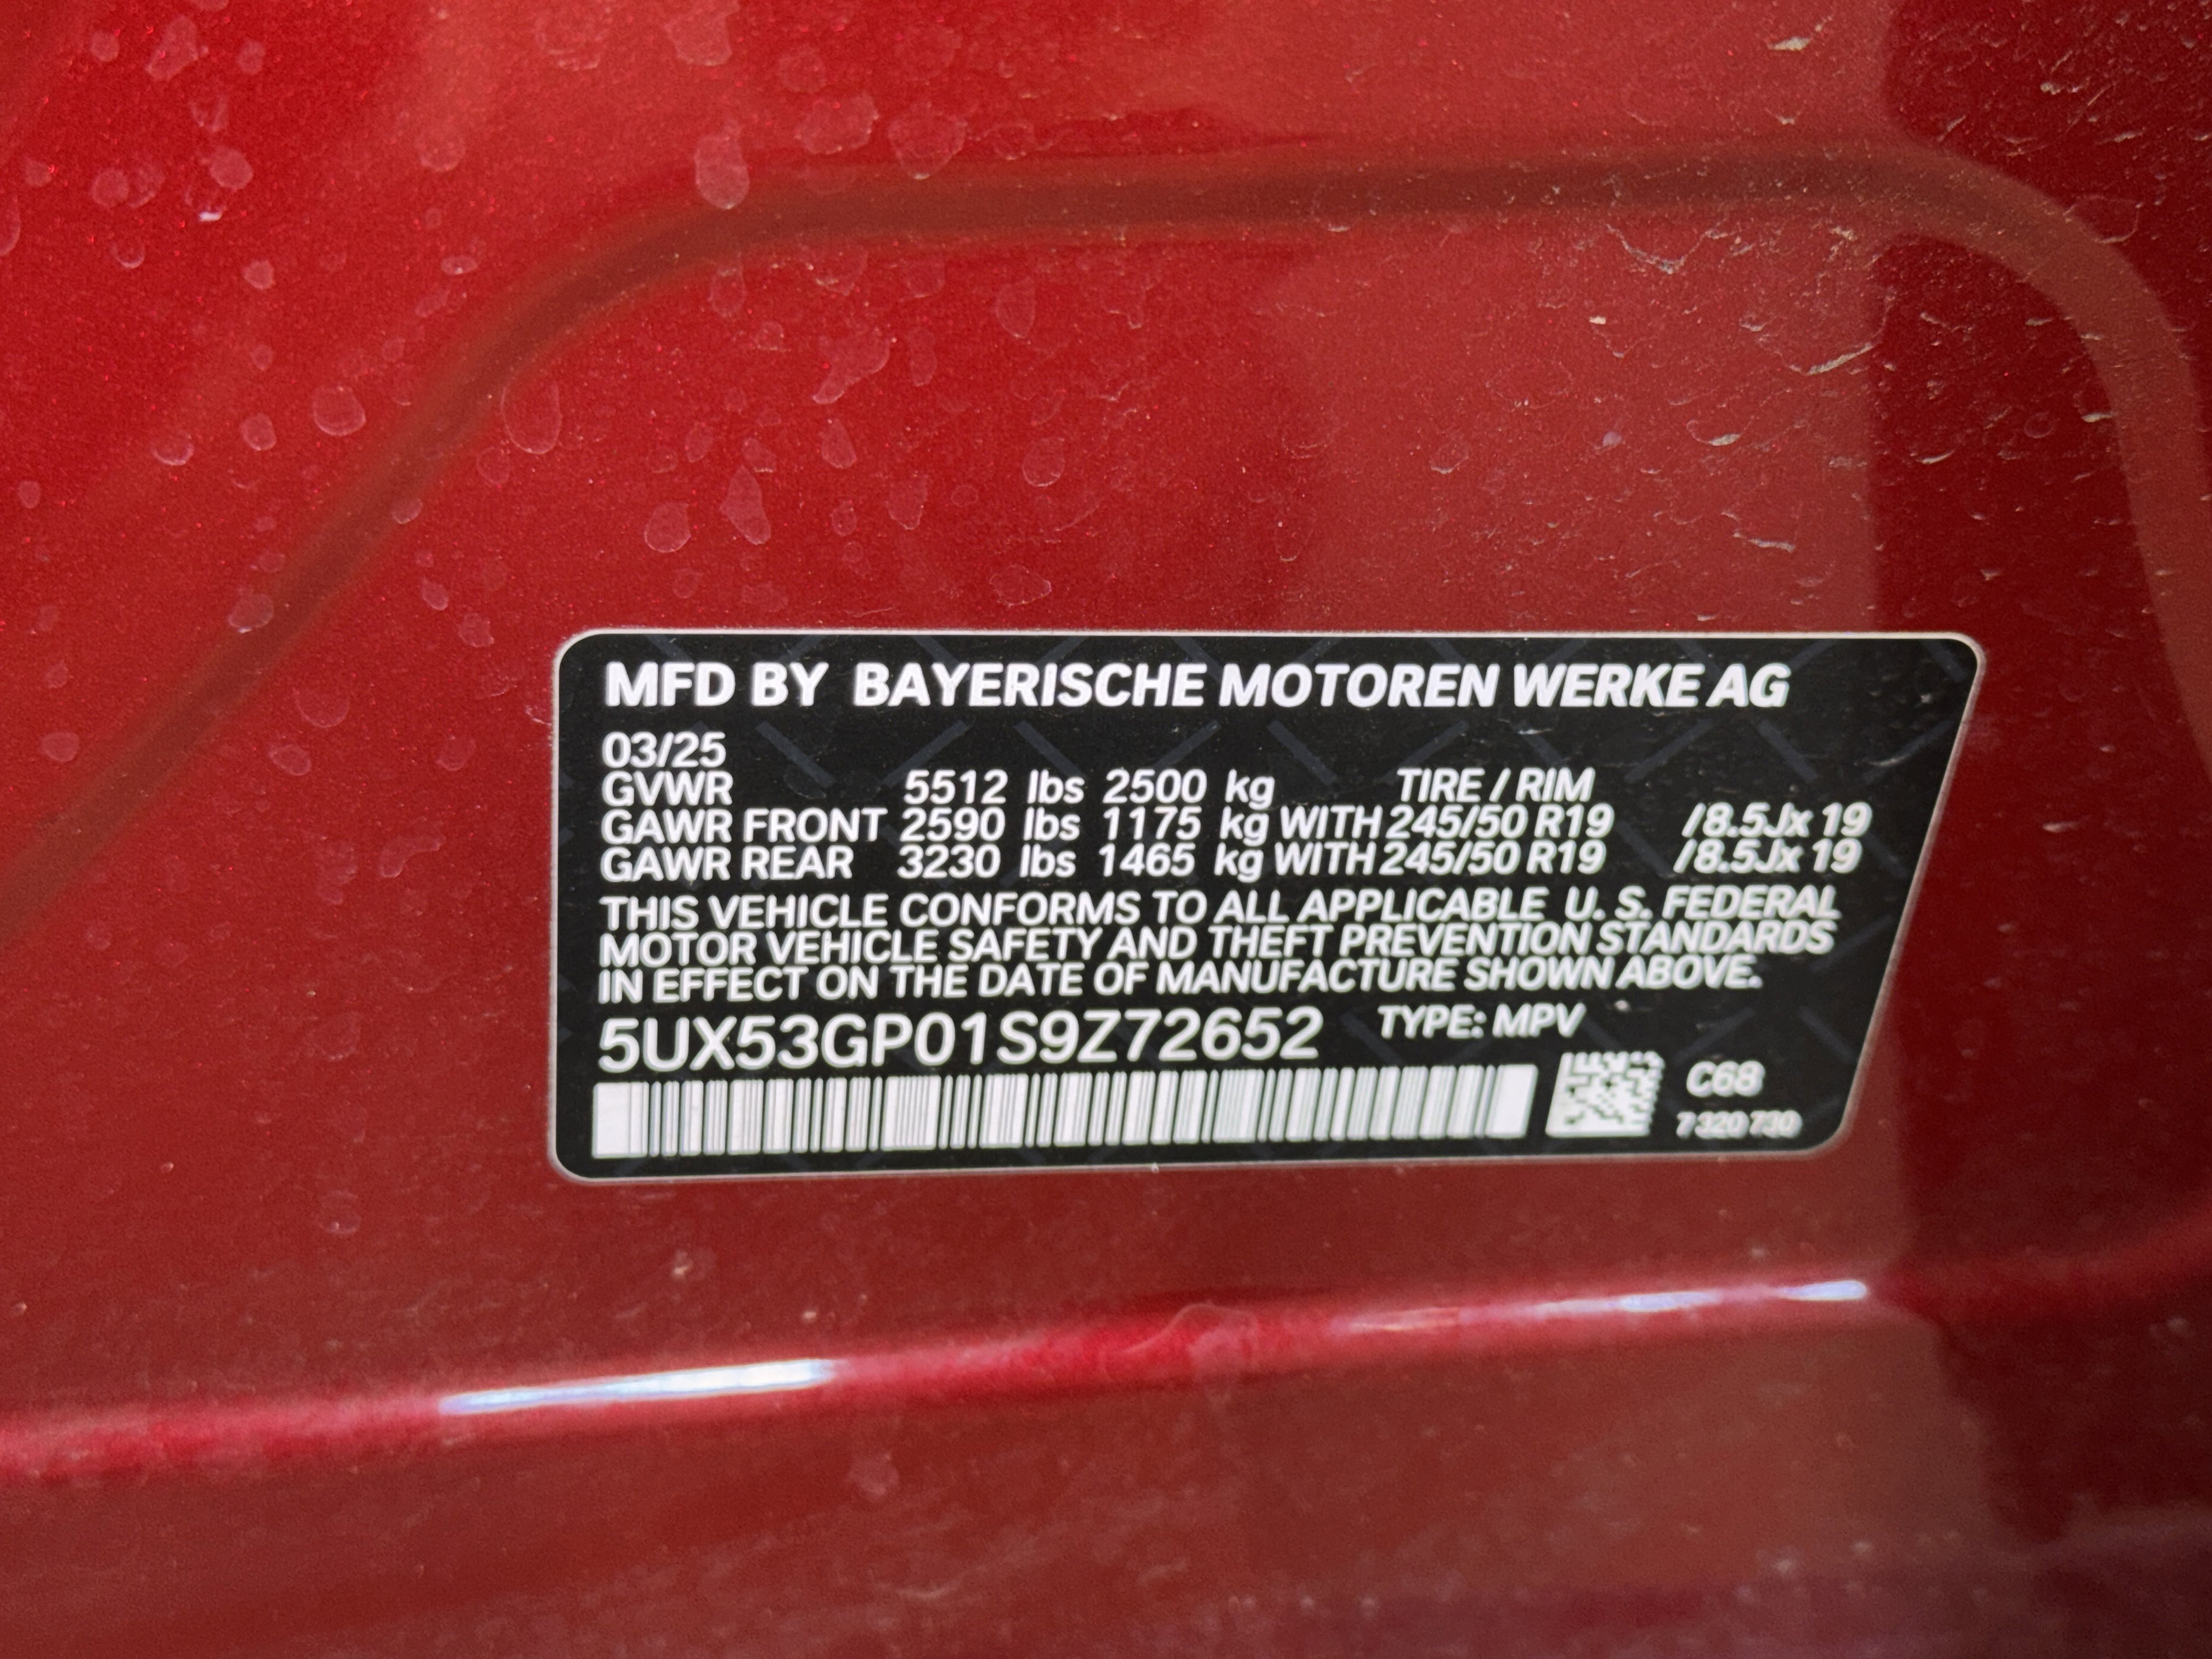 MFD BY BAYERISCHE MOTOREN WERKE AG
03/25
GVWR 5512 lbs 2500 kg TIRE / RIM
GAWR FRONT 2590 lbs 1175 kg WITH 245/50 R19 /8.5Jx 19
GAWR REAR 3230 lbs 1465 kg WITH 245/50 R19 /8.5Jx 19
THIS VEHICLE CONFORMS TO ALL APPLICABLE U. S. FEDERAL
MOTOR VEHICLE SAFETY AND THEFT PREVENTION STANDARDS
IN EFFECT ON THE DATE OF MANUFACTURE SHOWN ABOVE.
5UX53GP01S9Z72652 TYPE: MPV
C68
7 320 730